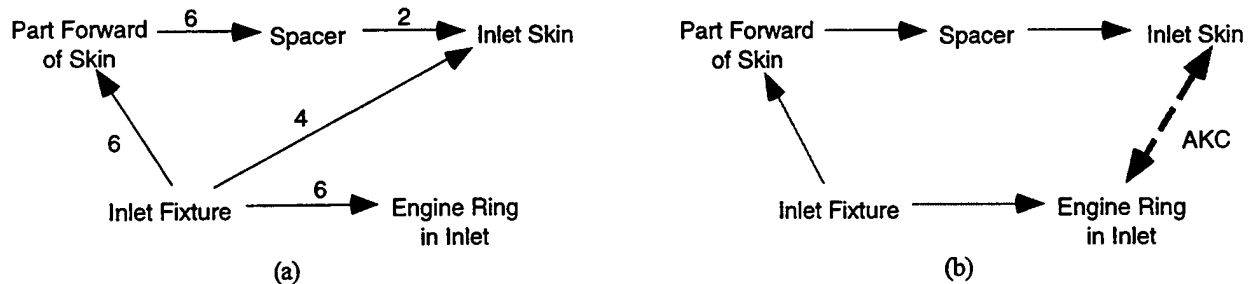 Part Forward
of Skin
6
Spacer
2
Inlet Skin
4
6
Inlet Fixture
6
Engine Ring
in Inlet
(a)
Part Forward
of Skin
Spacer
Inlet Skin
AKC
Inlet Fixture
Engine Ring
in Inlet
(b)